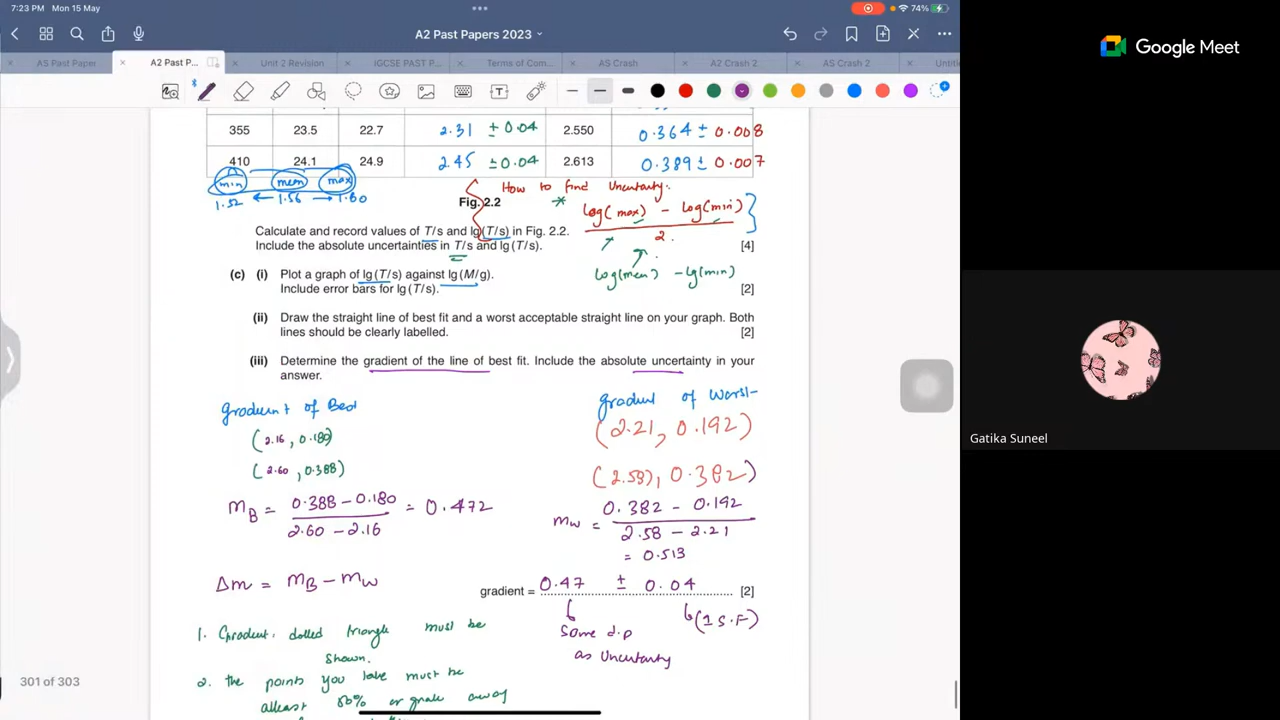 7:23 PM Mon 15 May
74%
A2 Past Papers 2023
AS Past Paper
A2 Past P...
Unit 2 Revision
IGCSE PAST P...
Terms of Com...
AS Crash
A2 Crash 2
AS Crash 2
Google Meet
355 23.5 22.7 2.31 ± 0.04 2.550 0.364 ± 0.008
410 24.1 24.9 2.45 ± 0.04 2.613 0.389 ± 0.007
min mean max
1.52 ← 1.56 → 1.60
How to find Uncertanty:
Fig. 2.2
* log(max) - log(min)
2
log(mean) - lg(min)
Calculate and record values of T/s and lg(T/s) in Fig. 2.2.
Include the absolute uncertainties in T/s and lg(T/s). [4]
(c) (i) Plot a graph of lg(T/s) against lg(M/g).
Include error bars for lg(T/s). [2]
(ii) Draw the straight line of best fit and a worst acceptable straight line on your graph. Both
lines should be clearly labelled. [2]
(iii) Determine the gradient of the line of best fit. Include the absolute uncertainty in your
answer.
gradient of Best
(2.16, 0.180)
(2.60, 0.388)
mB = 0.388 - 0.180 = 0.472
2.60 - 2.16
gradient of Worst
(2.21, 0.192)
(2.58), 0.382)
mw = 0.382 - 0.192
2.58 - 2.21
= 0.513
Δm = mB - mw
gradient = 0.47 ± 0.04 [2]
Same d.p
as Uncertanty
(1 S.F)
1. Gradient: dotted triangle must be
shown.
2. the points you take must be
atleast
away
301 of 303
Gatika Suneel